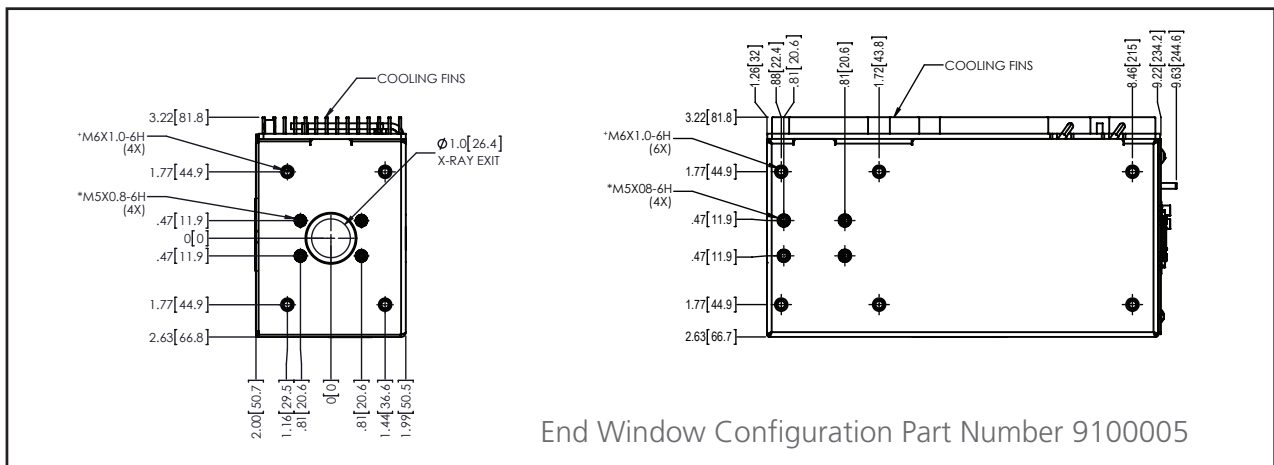 COOLING FINS
3.22[81.8]
*M6X1.0-6H
(4X)
Ø1.0[26.4]
X-RAY EXIT
1.77[44.9]
*M5X0.8-6H
(4X)
.47[11.9]
0[0]
.47[11.9]
1.77[44.9]
2.63[66.8]
2.00[50.7]
1.16[29.5]
.81[20.6]
0[0]
.81[20.6]
1.44[36.6]
1.99[50.5]
1.26[32]
.88[22.4]
.81[20.6]
.81[20.6]
1.72[43.8]
COOLING FINS
8.46[215]
9.22[234.2]
9.63[244.6]
3.22[81.8]
*M6X1.0-6H
(6X)
1.77[44.9]
*M5X08-6H
(4X)
.47[11.9]
.47[11.9]
1.77[44.9]
2.63[66.7]
End Window Configuration Part Number 9100005